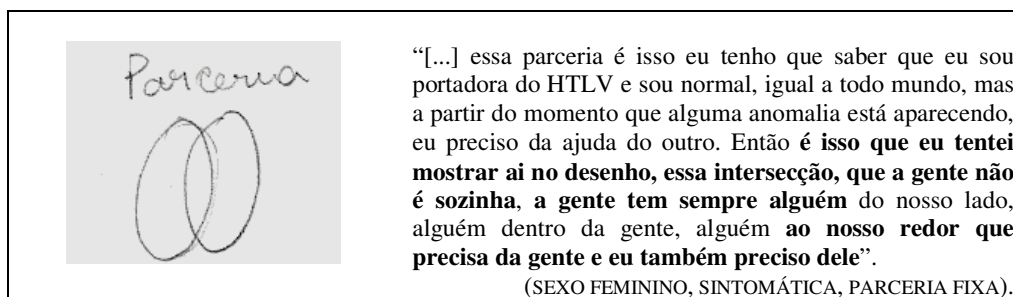 Parceria
“[...] essa parceria é isso eu tenho que saber que eu sou
portadora do HTLV e sou normal, igual a todo mundo, mas
a partir do momento que alguma anomalia está aparecendo,
eu preciso da ajuda do outro. Então é isso que eu tentei
mostrar ai no desenho, essa intersecção, que a gente não
é sozinha, a gente tem sempre alguém do nosso lado,
alguém dentro da gente, alguém ao nosso redor que
precisa da gente e eu também preciso dele”.
(SEXO FEMININO, SINTOMÁTICA, PARCERIA FIXA).